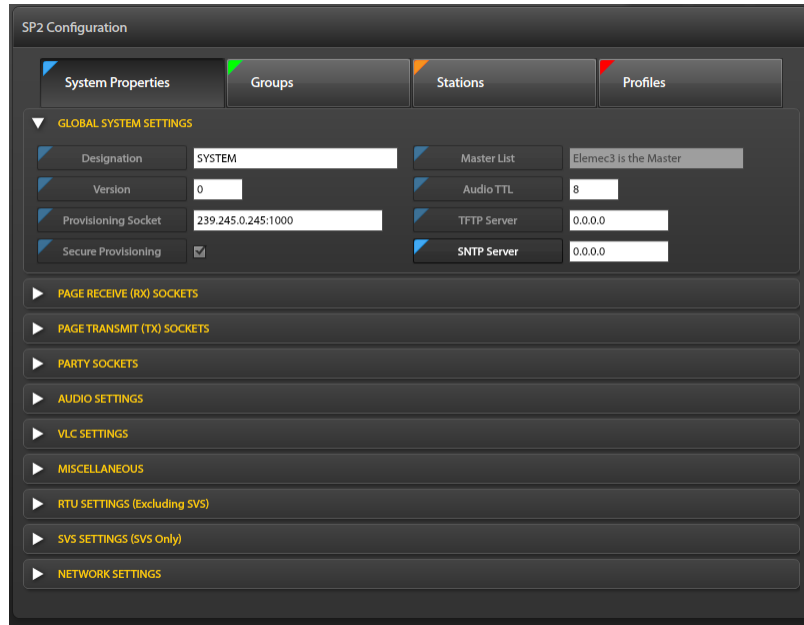 SP2 Configuration
System Properties Groups Stations Profiles
GLOBAL SYSTEM SETTINGS
Designation SYSTEM Master List Elemec3 is the Master
Version 0 Audio TTL 8
Provisioning Socket 239.245.0.245:1000 TFTP Server 0.0.0.0
Secure Provisioning SNTP Server 0.0.0.0
PAGE RECEIVE (RX) SOCKETS
PAGE TRANSMIT (TX) SOCKETS
PARTY SOCKETS
AUDIO SETTINGS
VLC SETTINGS
MISCELLANEOUS
RTU SETTINGS (Excluding SVS)
SVS SETTINGS (SVS Only)
NETWORK SETTINGS